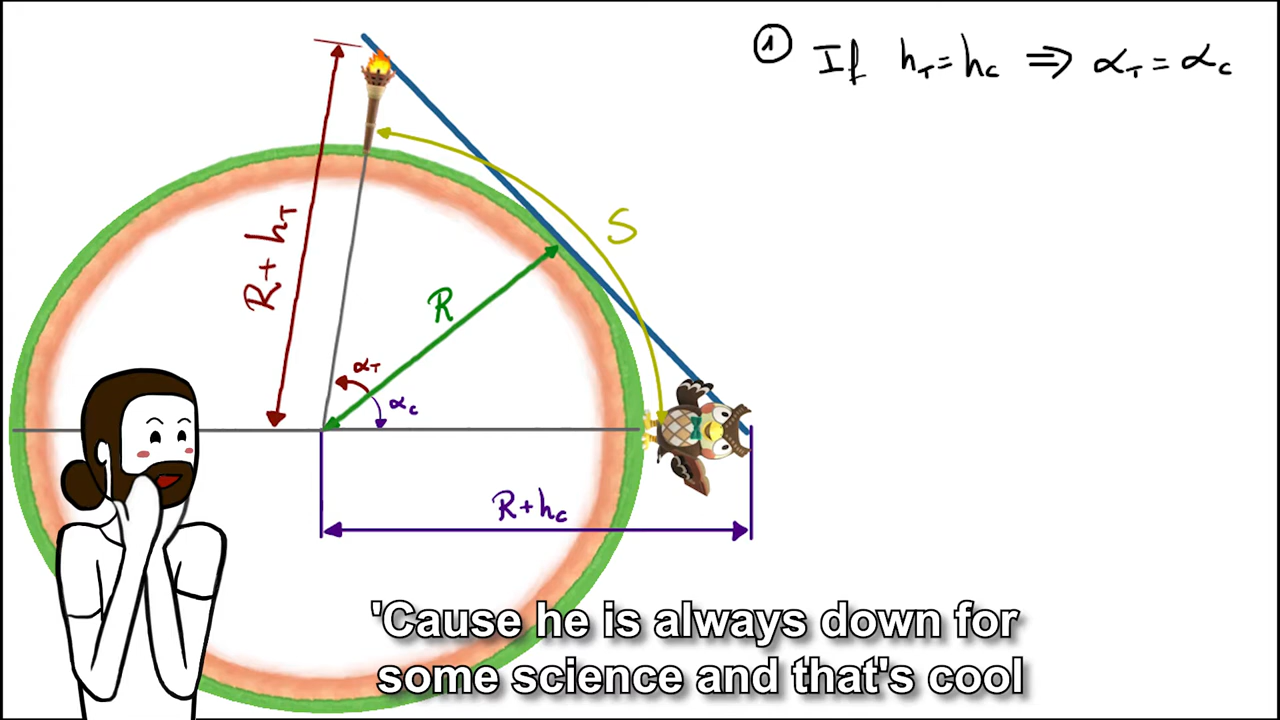 ① If hT = hC ⇒ αT = αC
S
R + hT
R
αT
αC
R + hC
'Cause he is always down for
some science and that's cool